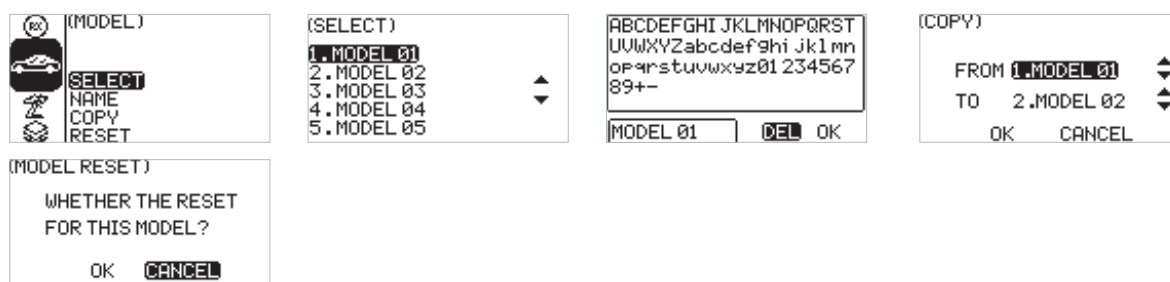 (MODEL)
RX
SELECT
NAME
COPY
RESET
(SELECT)
1.MODEL 01
2.MODEL 02
3.MODEL 03
4.MODEL 04
5.MODEL 05
ABCDEFGHIJKLMNOPQRST
UVWXYZabcdefghijklmn
opqrstuvwxyz01234567
89+-
MODEL 01 DEL OK
(COPY)
FROM 1.MODEL 01
TO 2.MODEL 02
OK CANCEL
(MODEL RESET)
WHETHER THE RESET
FOR THIS MODEL?
OK CANCEL